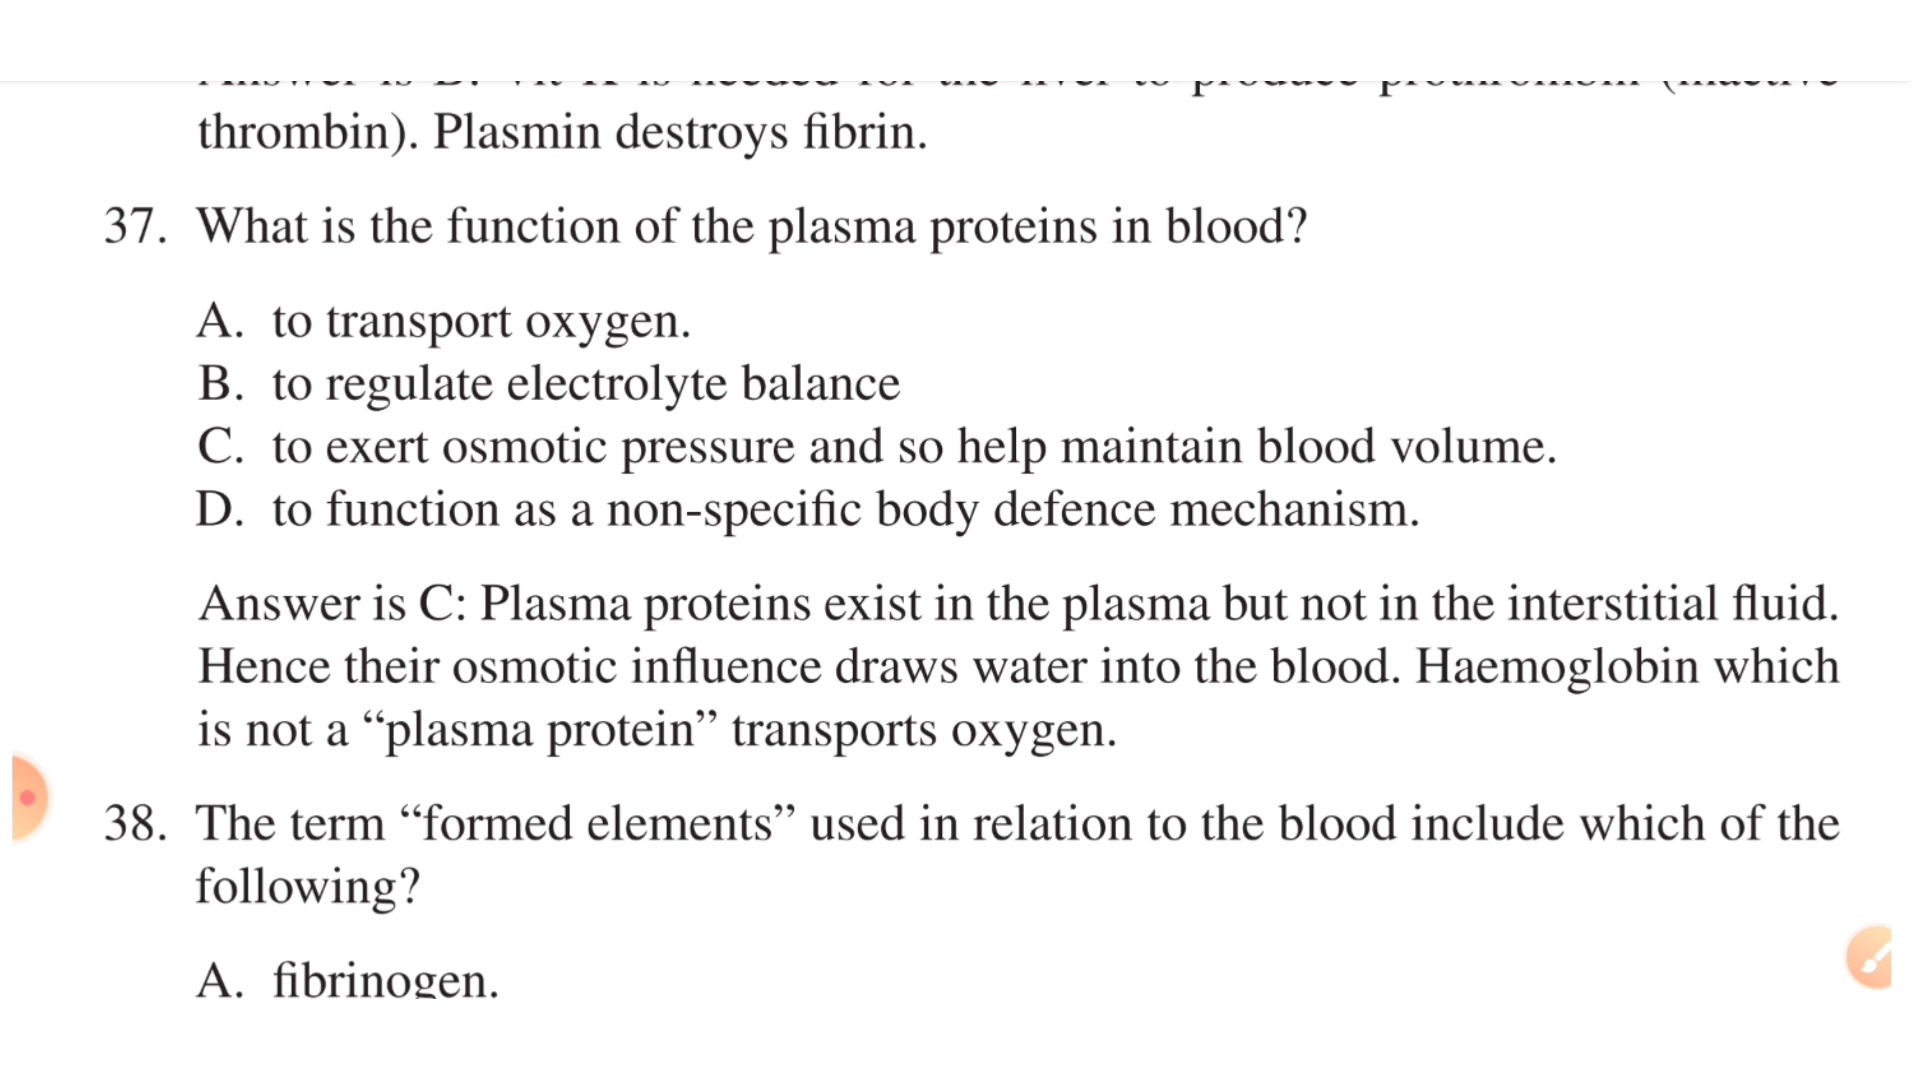 thrombin). Plasmin destroys fibrin.
37. What is the function of the plasma proteins in blood?
A. to transport oxygen.
B. to regulate electrolyte balance
C. to exert osmotic pressure and so help maintain blood volume.
D. to function as a non-specific body defence mechanism.
Answer is C: Plasma proteins exist in the plasma but not in the interstitial fluid.
Hence their osmotic influence draws water into the blood. Haemoglobin which
is not a “plasma protein” transports oxygen.
38. The term “formed elements” used in relation to the blood include which of the
following?
A. fibrinogen.